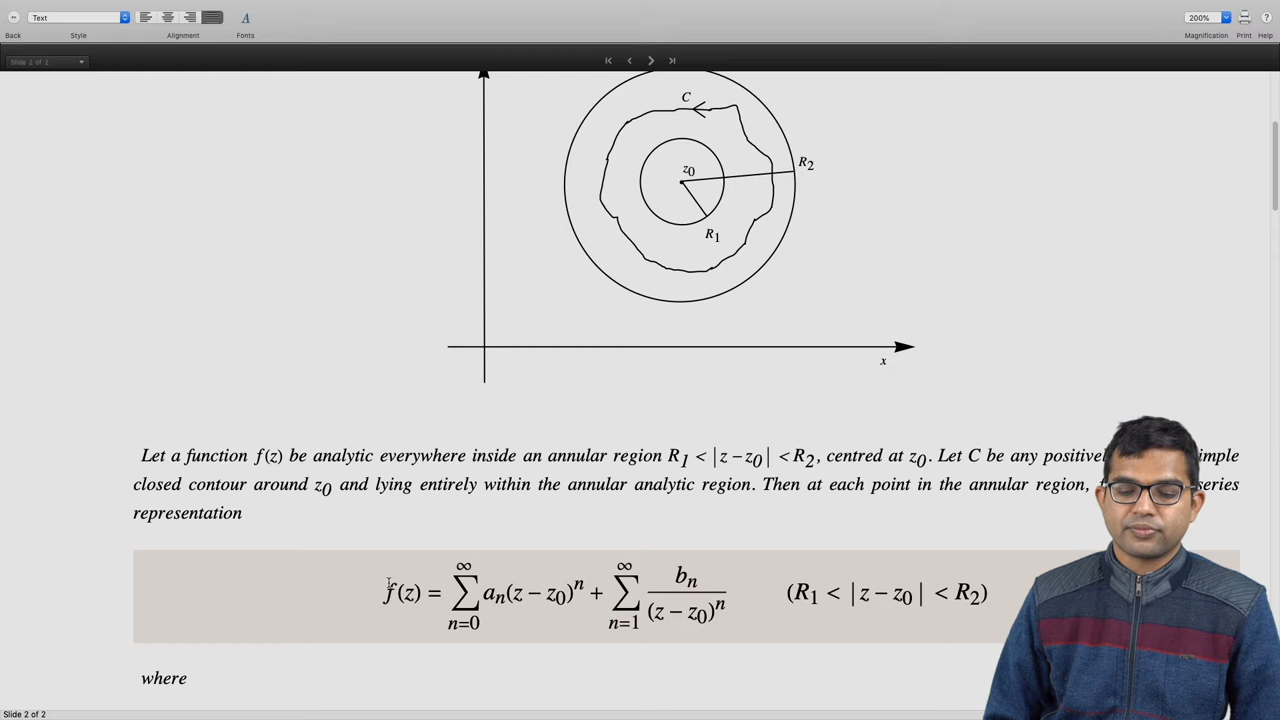 Text
200%
Back
Style
Alignment
Fonts
Magnification
Print
Help
Slide 2 of 2
C
z0
R2
R1
x
Let a function f(z) be analytic everywhere inside an annular region R1 < |z − z0| < R2, centred at z0. Let C be any positively simple
closed contour around z0 and lying entirely within the annular analytic region. Then at each point in the annular region, series
representation
f(z) = ∑_{n=0}^{∞} an(z − z0)^n + ∑_{n=1}^{∞} bn/(z − z0)^n (R1 < |z − z0| < R2)
where
Slide 2 of 2